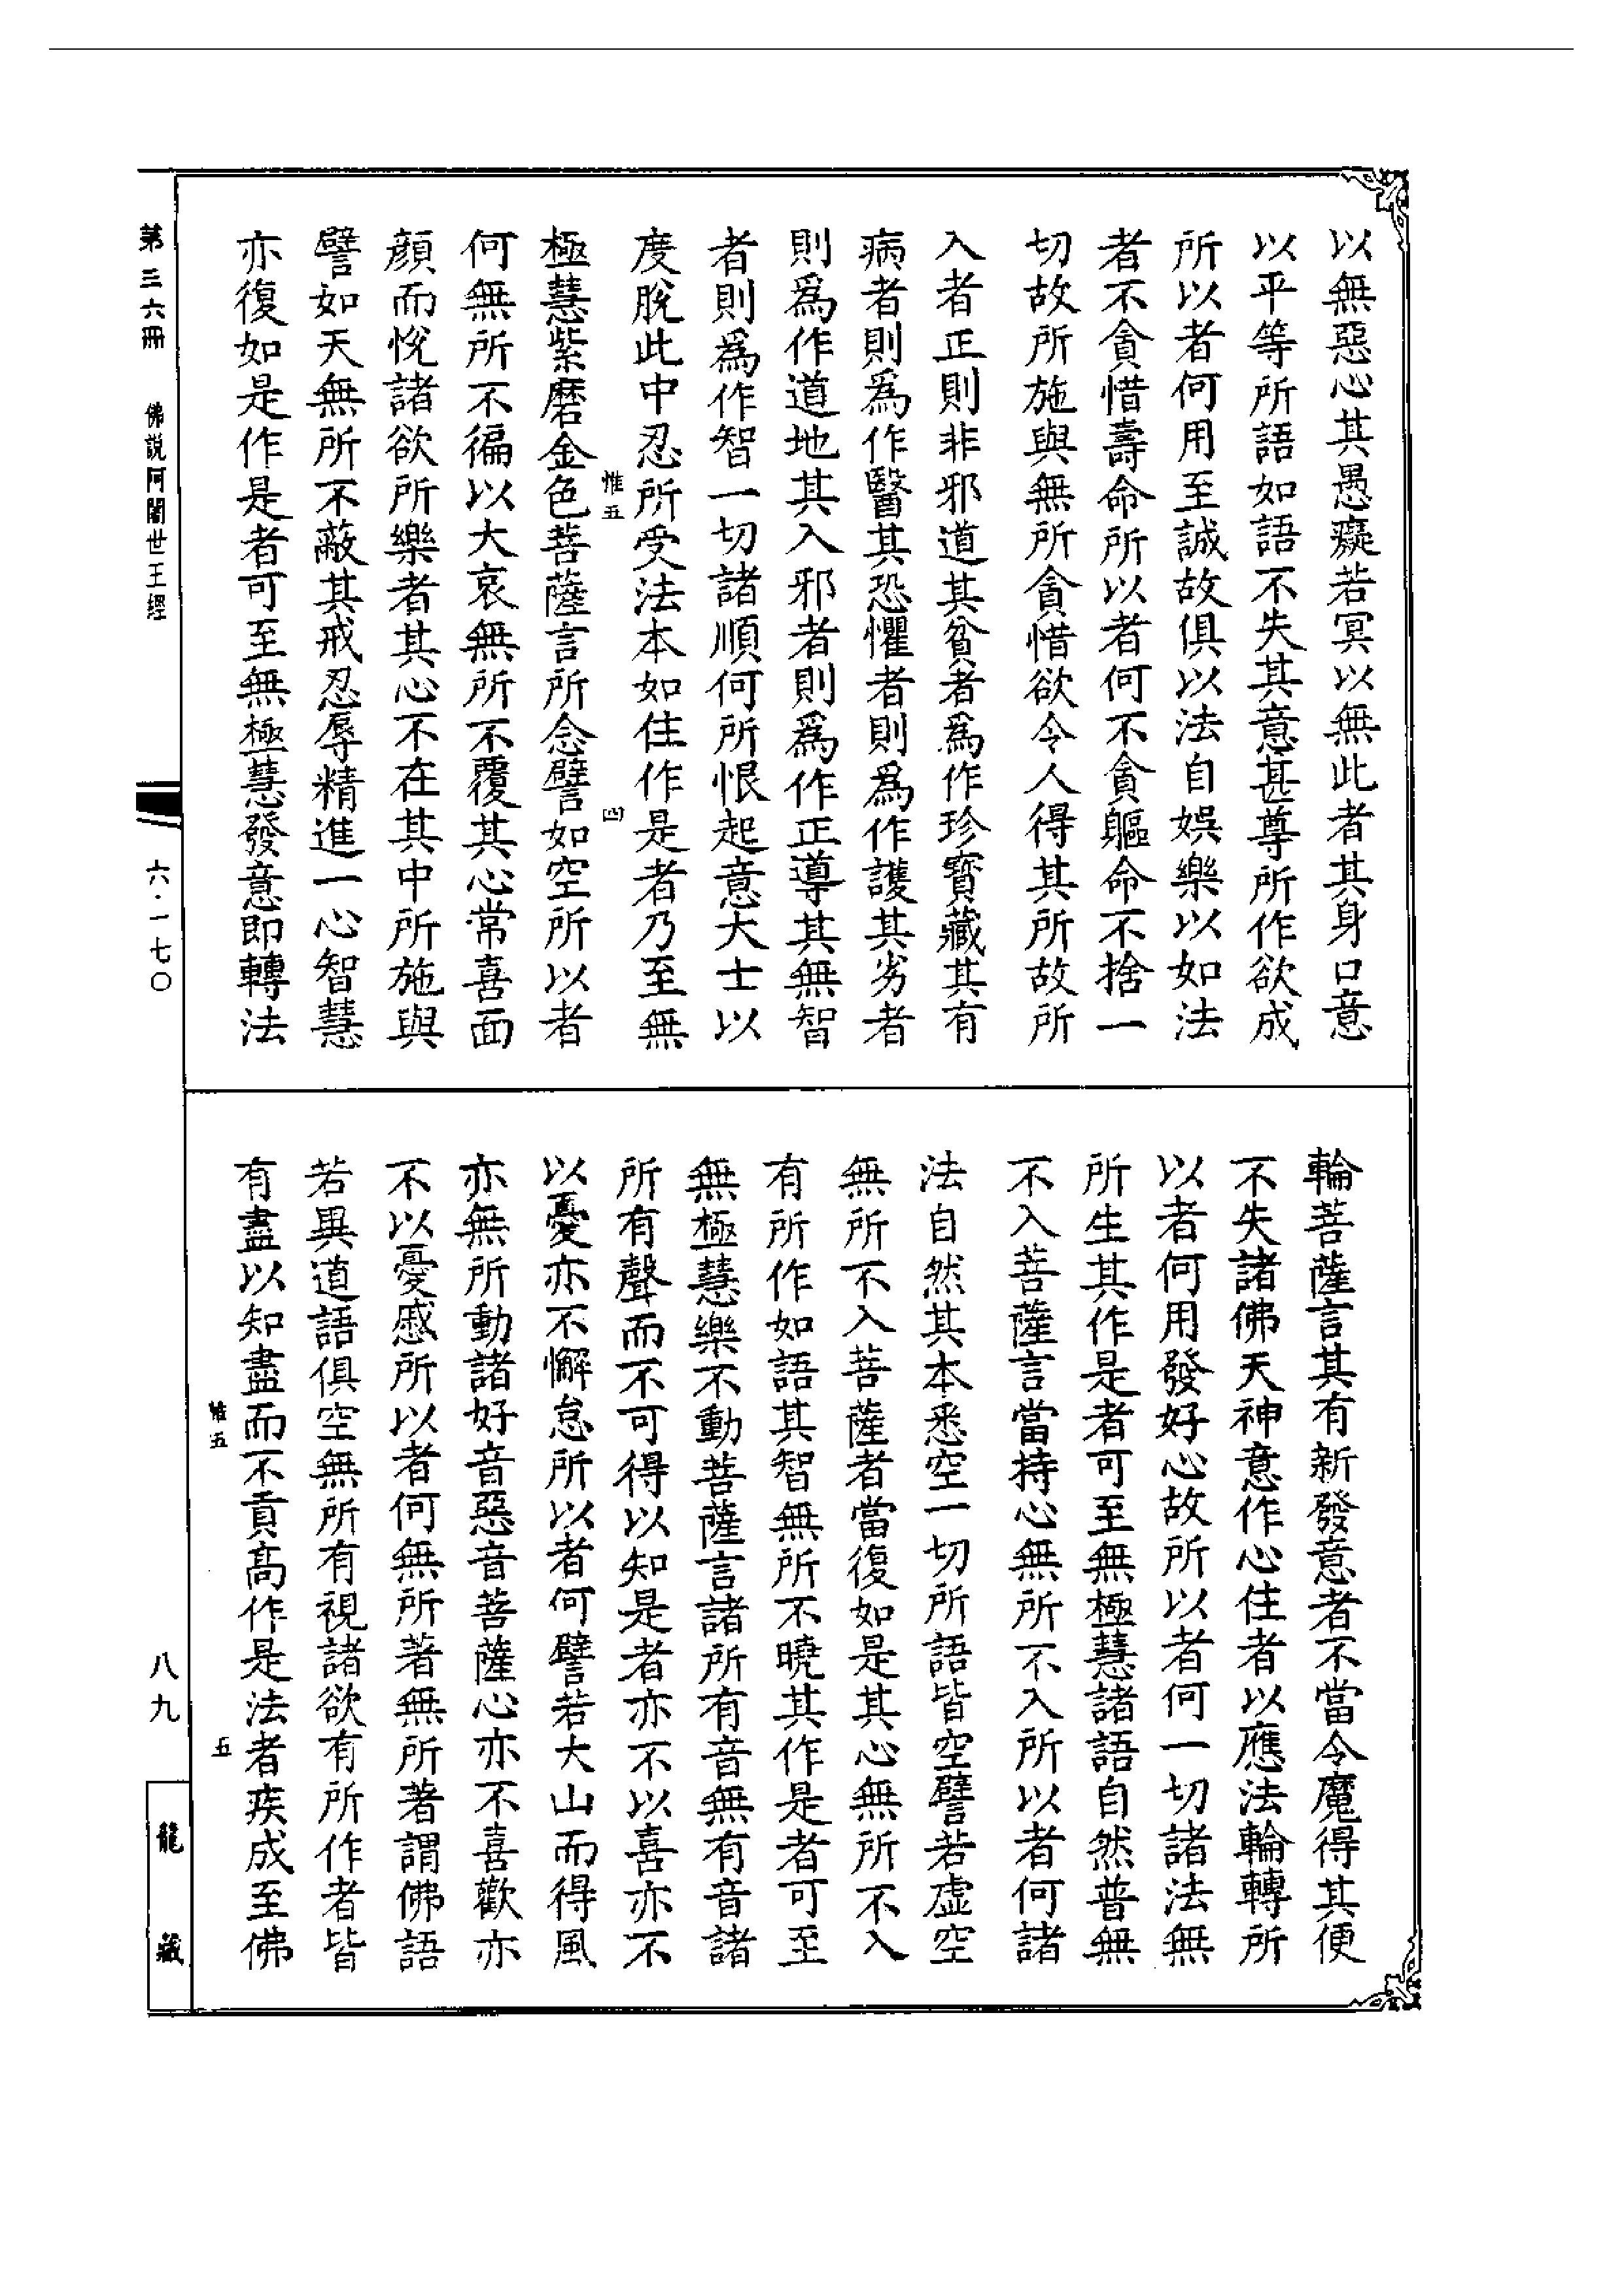 以無惡心其愚癡若冥以無此者其身口意
以平等所語如語不失其意甚尊所作欲成
所以者何用至誠故俱以法自娛樂以如法
者不貪惜壽命所以者何不貪軀命不捨一
切故所施與無所貪惜欲令人得其所故所
入者正則非邪道其貧者為作珍寶藏其有
病者則為作醫其恐懼者則為作護其劣者
則為作道地其入邪者則為作正導其無智
者則為作智一切諸順何所恨起意大士以
度脫此中忍所受法本如住作是者乃至無
惟五
四
極慧紫磨金色菩薩言所念譬如空所以者
何無所不徧以大哀無所不覆其心常喜面
顏而悅諸欲所樂者其心不在其中所施與
譬如天無所不蔽其戒忍辱精進一心智慧
亦復如是作是者可至無極慧發意即轉法
輪菩薩言其有新發意者不當令魔得其便
不失諸佛天神意作心住者以應法輪轉所
以者何用發好心故所以者何一切諸法無
所生其作是者可至無極慧諸語自然普無
不入菩薩言當持心無所不入所以者何諸
法自然其本悉空一切所語皆空譬若虛空
無所不入菩薩者當復如是其心無所不入
有所作如語其智無所不曉其作是者可至
無極慧樂不動菩薩言諸所有音無有音諸
所有聲而不可得以知是者亦不以喜亦不
以憂亦不懈怠所以者何譬若大山而得風
亦無所動諸好音惡音菩薩心亦不喜歡亦
不以憂慼所以者何無所著無所著謂佛語
若異道語俱空無所有視諸欲有所作者皆
有盡以知盡而不貢高作是法者疾成至佛
惟五
五
第三六冊 佛說阿闍世王經
六·一七〇
八九
龍藏